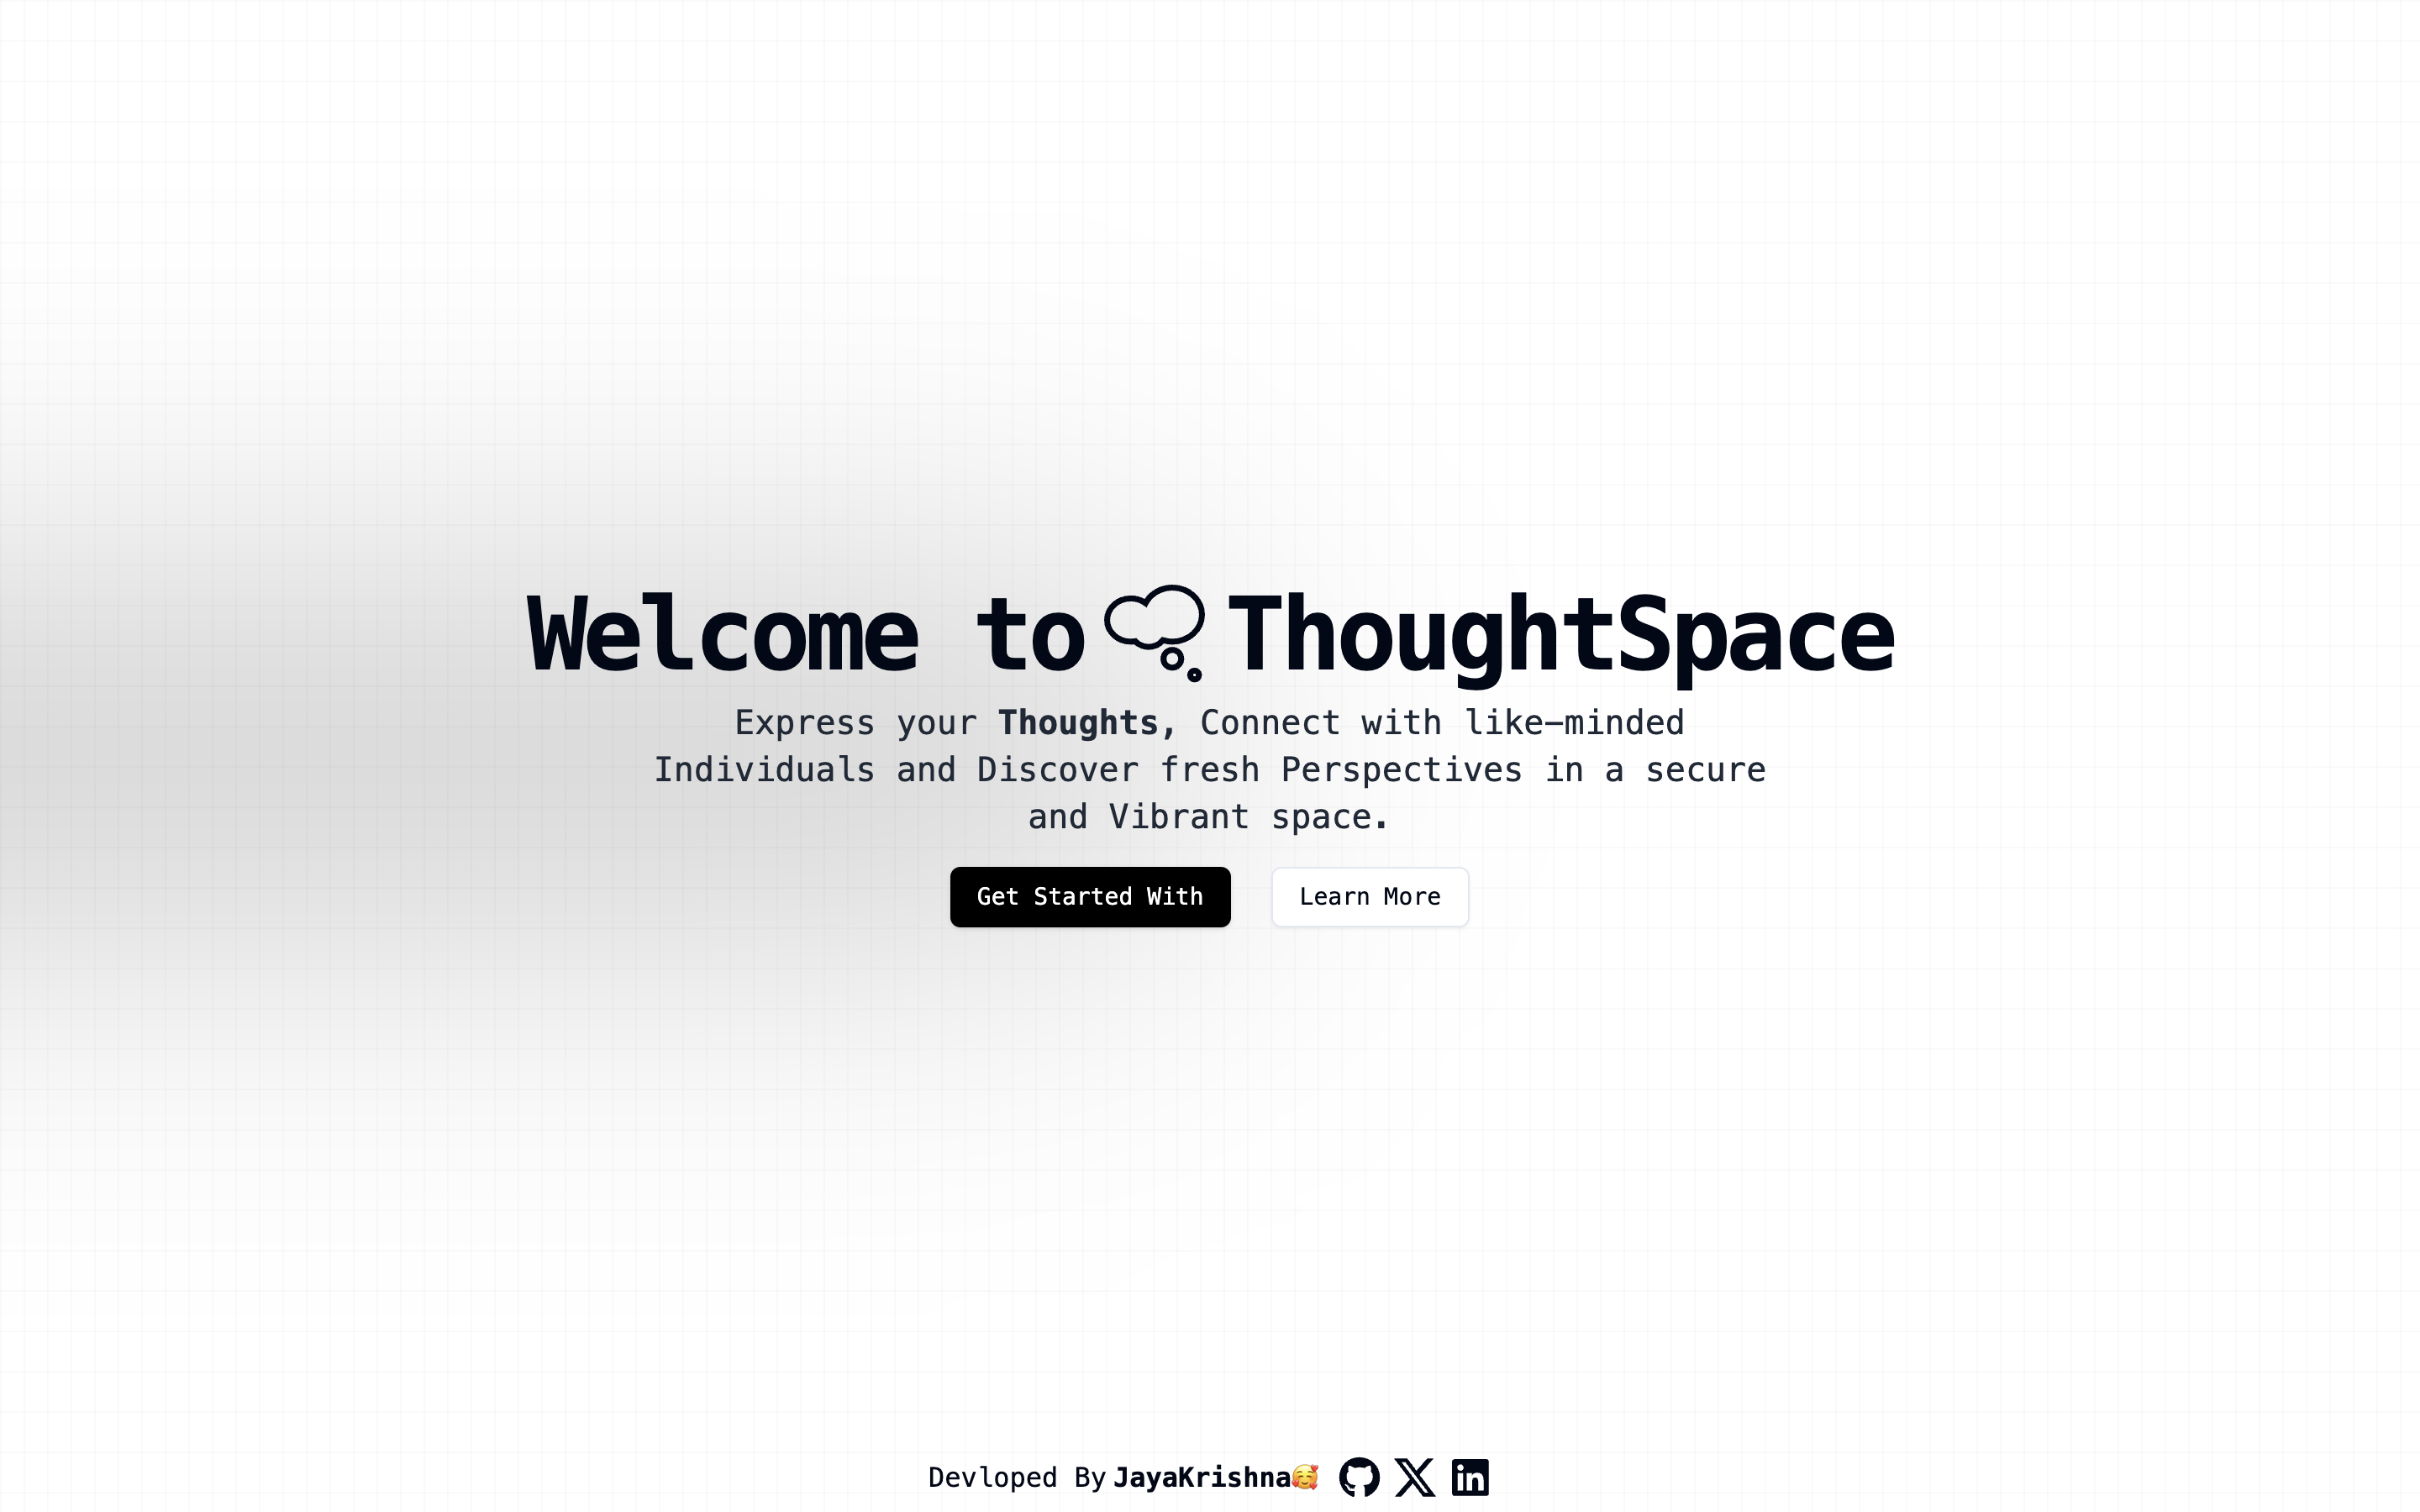 Welcome to ThoughtSpace
Express your Thoughts, Connect with like-minded
Individuals and Discover fresh Perspectives in a secure
and Vibrant space.
Get Started With Learn More
Devloped By JayaKrishna🥰